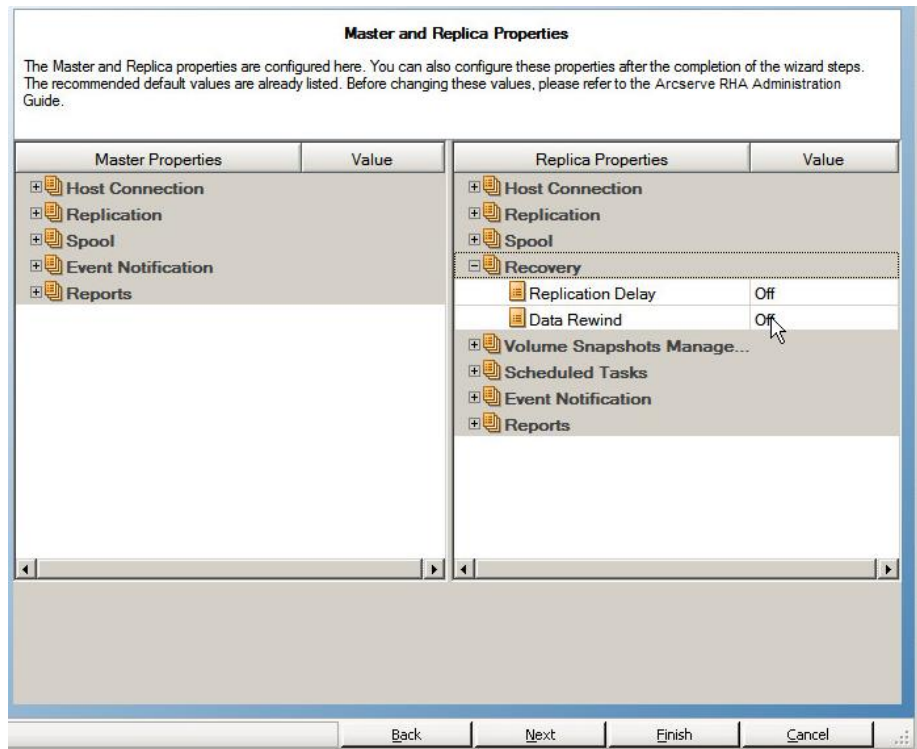 Master and Replica Properties
The Master and Replica properties are configured here. You can also configure these properties after the completion of the wizard steps.
The recommended default values are already listed. Before changing these values, please refer to the Arcserve RHA Administration
Guide.
Master Properties Value
Host Connection
Replication
Spool
Event Notification
Reports
Replica Properties Value
Host Connection
Replication
Spool
Recovery
Replication Delay Off
Data Rewind Off
Volume Snapshots Manage...
Scheduled Tasks
Event Notification
Reports
Back Next Finish Cancel